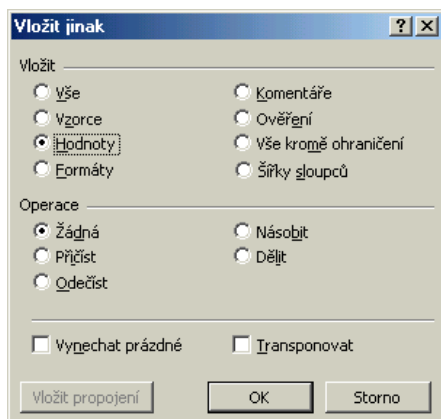 Vložit jinak
Vložit
Vše
Komentáře
Vzorce
Ověření
Hodnoty
Vše kromě ohraničení
Formáty
Šířky sloupců
Operace
Žádná
Násobit
Přičíst
Dělit
Odečíst
Vynechat prázdné
Transponovat
Vložit propojení
OK
Storno